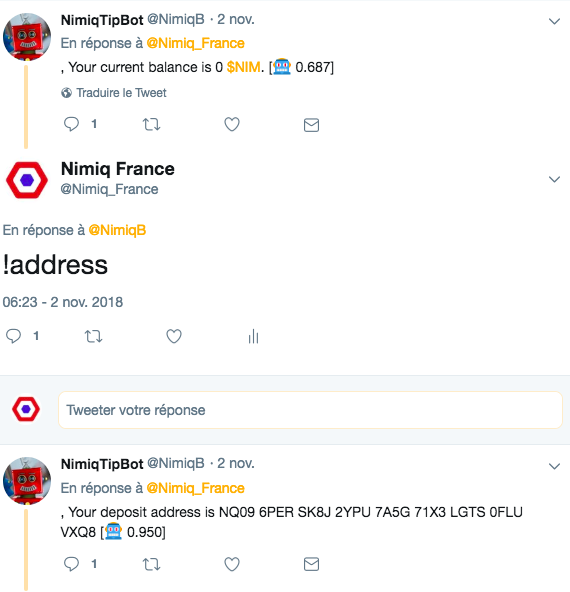 NimiqTipBot @NimiqB · 2 nov.
En réponse à @Nimiq_France
, Your current balance is 0 $NIM. [🤖 0.687]
Traduire le Tweet
1
Nimiq France
@Nimiq_France
En réponse à @NimiqB
!address
06:23 - 2 nov. 2018
1
Tweeter votre réponse
NimiqTipBot @NimiqB · 2 nov.
En réponse à @Nimiq_France
, Your deposit address is NQ09 6PER SK8J 2YPU 7A5G 71X3 LGTS 0FLU
VXQ8 [🤖 0.950]
1